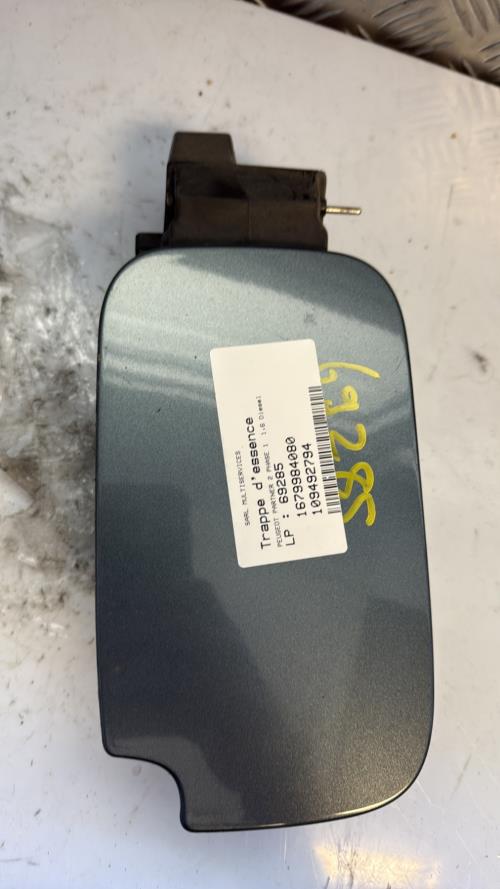 SARL MULTISERVICES
Trappe d'essence
PEUGEOT PARTNER 2 PHASE 1 1.6 Diesel
LP : 69285
1679984080
109492794
69285